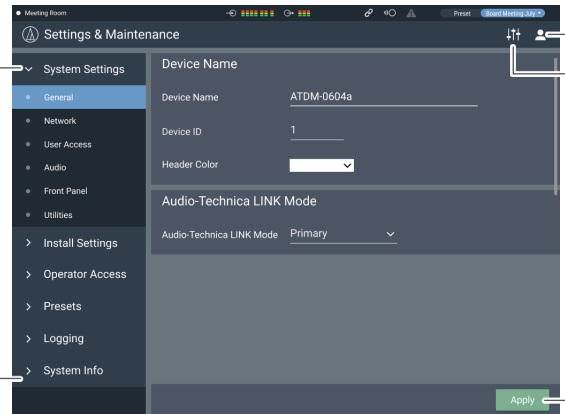 Meeting Room Preset Board Meeting July
Settings & Maintenance
System Settings
General
Network
User Access
Audio
Front Panel
Utilities
Install Settings
Operator Access
Presets
Logging
System Info
Device Name
Device Name ATDM-0604a
Device ID 1
Header Color
Audio-Technica LINK Mode
Audio-Technica LINK Mode Primary
Apply